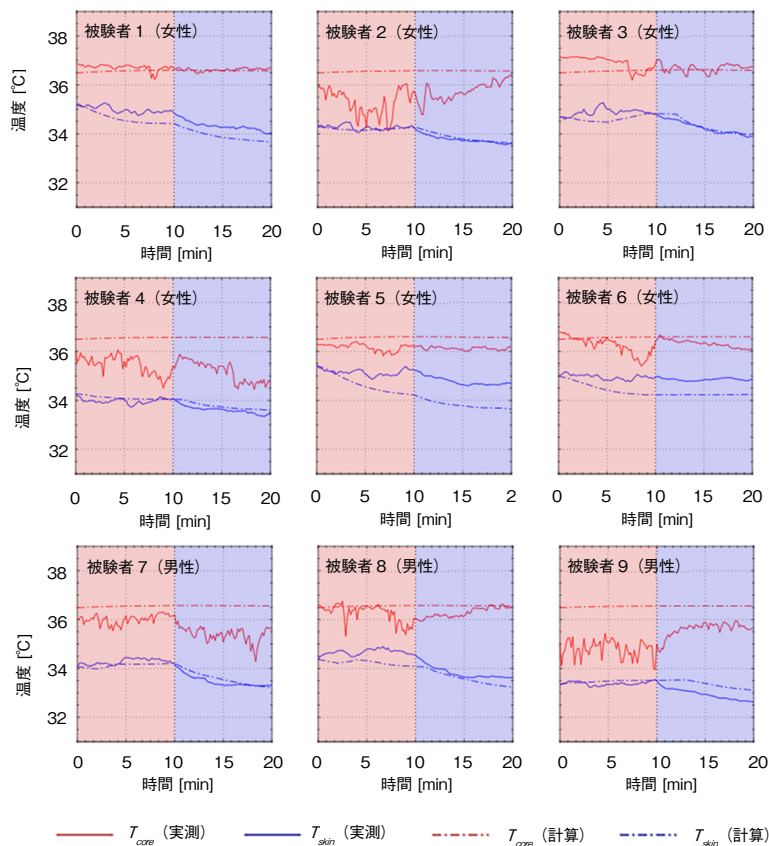 38
36
34
32
温度 [℃]
被験者1（女性）
0 5 10 15 20
時間 [min]
被験者2（女性）
0 5 10 15 20
時間 [min]
被験者3（女性）
0 5 10 15 20
時間 [min]
38
36
34
32
温度 [℃]
被験者4（女性）
0 5 10 15 20
時間 [min]
被験者5（女性）
0 5 10 15 2
時間 [min]
被験者6（女性）
0 5 10 15 20
時間 [min]
38
36
34
32
温度 [℃]
被験者7（男性）
0 5 10 15 20
時間 [min]
被験者8（男性）
0 5 10 15 20
時間 [min]
被験者9（男性）
0 5 10 15 20
時間 [min]
Tcore（実測） Tskin（実測） Tcore（計算） Tskin（計算）